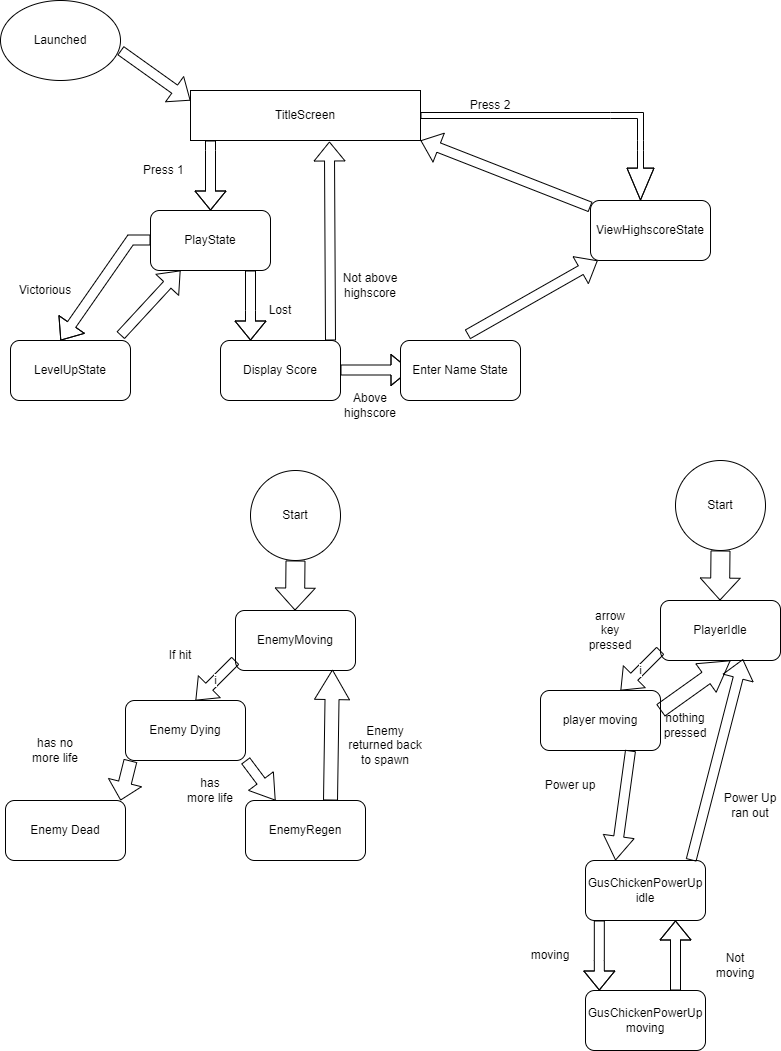 Launched
TitleScreen
Press 2
Press 1
PlayState
ViewHighscoreState
Victorious
Not above
highscore
Lost
LevelUpState
Display Score
Enter Name State
Above
highscore
Start
EnemyMoving
If hit
i
Enemy Dying
Enemy
returned back
to spawn
has no
more life
has
more life
Enemy Dead
EnemyRegen
Start
PlayerIdle
arrow
key
pressed
i
player moving
nothing
pressed
Power up
Power Up
ran out
GusChickenPowerUp
idle
moving
Not
moving
GusChickenPowerUp
moving